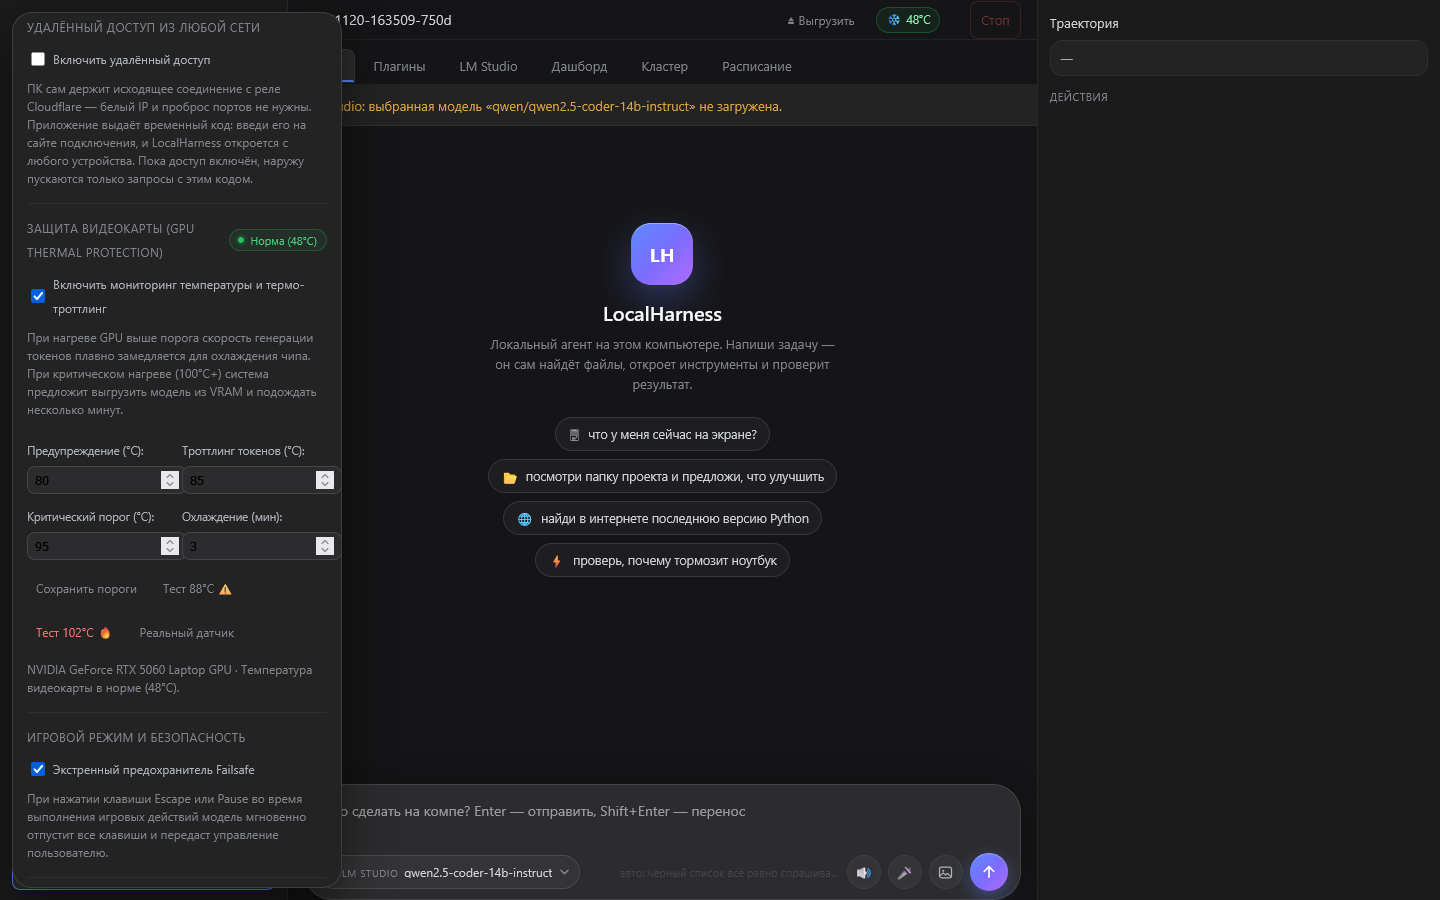 УДАЛЁННЫЙ ДОСТУП ИЗ ЛЮБОЙ СЕТИ
Включить удалённый доступ
ПК сам держит исходящее соединение с реле
Cloudflare — белый IP и проброс портов не нужны.
Приложение выдаёт временный код: введи его на
сайте подключения, и LocalHarness откроется с
любого устройства. Пока доступ включён, наружу
пускаются только запросы с этим кодом.
ЗАЩИТА ВИДЕОКАРТЫ (GPU
THERMAL PROTECTION)
Норма (48°C)
Включить мониторинг температуры и термо-
троттлинг
При нагреве GPU выше порога скорость генерации
токенов плавно замедляется для охлаждения чипа.
При критическом нагреве (100°C+) система
предложит выгрузить модель из VRAM и подождать
несколько минут.
Предупреждение (°C): Троттлинг токенов (°C):
80 85
Критический порог (°C): Охлаждение (мин):
95 3
Сохранить пороги Тест 88°C ⚠
Тест 102°C 🔥 Реальный датчик
NVIDIA GeForce RTX 5060 Laptop GPU · Температура
видеокарты в норме (48°C).
ИГРОВОЙ РЕЖИМ И БЕЗОПАСНОСТЬ
Экстренный предохранитель Failsafe
При нажатии клавиши Escape или Pause во время
выполнения игровых действий модель мгновенно
отпустит все клавиши и передаст управление
пользователю.
1120-163509-750d
⏏ Выгрузить
❄ 48°C
Стоп
Плагины LM Studio Дашборд Кластер Расписание
udio: выбранная модель «qwen/qwen2.5-coder-14b-instruct» не загружена.
LH
LocalHarness
Локальный агент на этом компьютере. Напиши задачу —
он сам найдёт файлы, откроет инструменты и проверит
результат.
что у меня сейчас на экране?
посмотри папку проекта и предложи, что улучшить
найди в интернете последнюю версию Python
проверь, почему тормозит ноутбук
о сделать на компе? Enter — отправить, Shift+Enter — перенос
LM STUDIO qwen2.5-coder-14b-instruct
авто: чёрный список всё равно спрашива...
Траектория
—
ДЕЙСТВИЯ